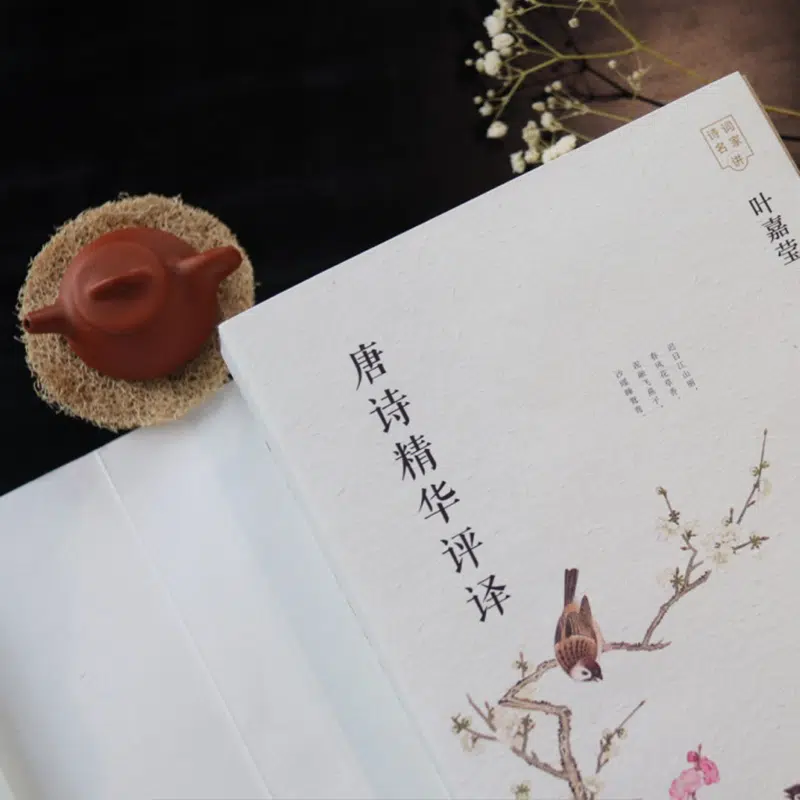 诗词
名家
讲
叶嘉莹
唐诗精华评译
迟日江山丽，
春风花草香。
泥融飞燕子，
沙暖睡鸳鸯。